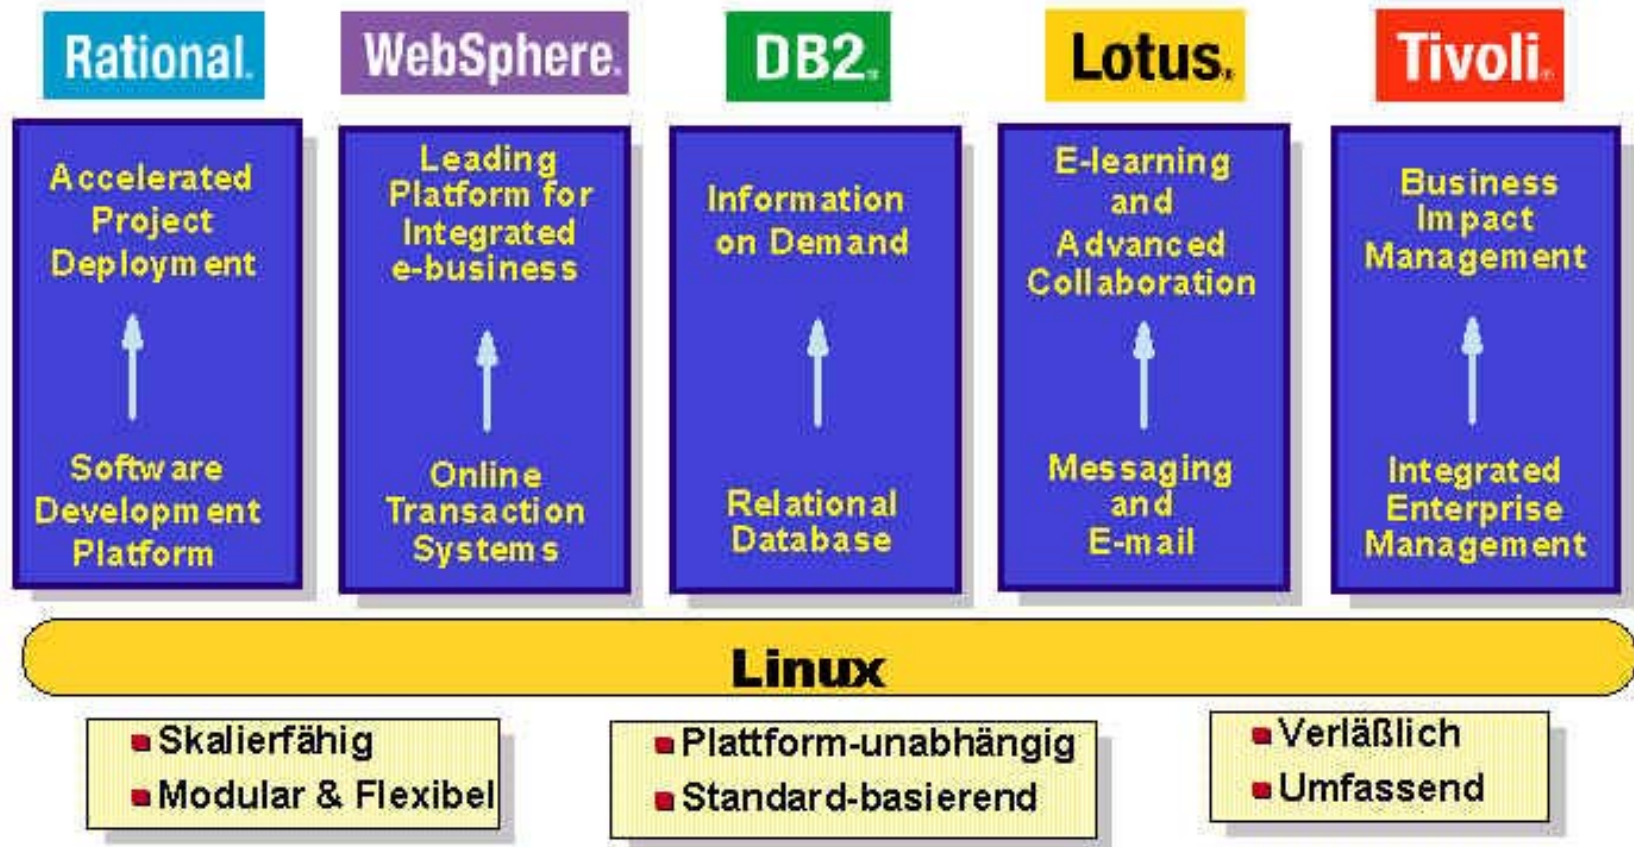 Rational.
WebSphere.
DB2®
Lotus.
Tivoli®
Accelerated
Project
Deployment
Software
Development
Platform
Leading
Platform for
Integrated
e-business
Online
Transaction
Systems
Information
on Demand
Relational
Database
E-learning
and
Advanced
Collaboration
Messaging
and
E-mail
Business
Impact
Management
Integrated
Enterprise
Management
Linux
Skalierfähig
Modular & Flexibel
Plattform-unabhängig
Standard-basierend
Verläßlich
Umfassend